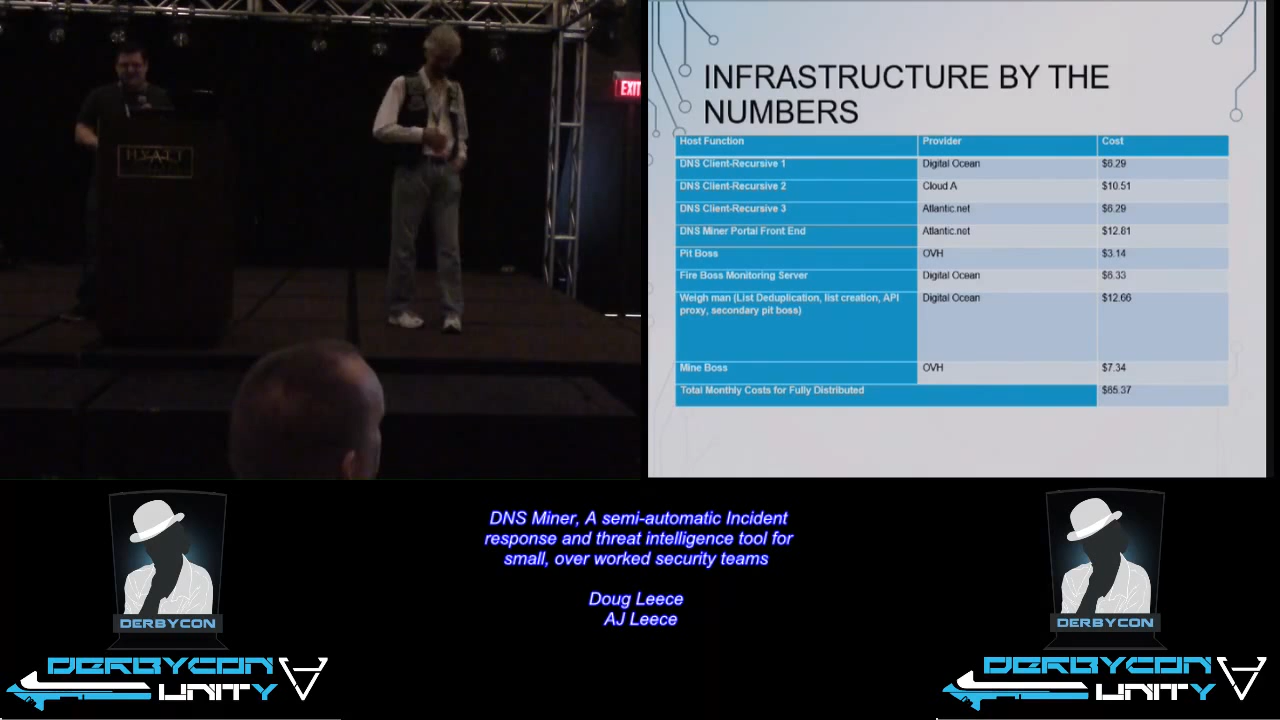 EXIT
HYATT
INFRASTRUCTURE BY THE
NUMBERS
Host Function Provider Cost
DNS Client-Recursive 1 Digital Ocean $6.29
DNS Client-Recursive 2 Cloud A $10.51
DNS Client-Recursive 3 Atlantic.net $6.29
DNS Miner Portal Front End Atlantic.net $12.81
Pit Boss OVH $3.14
Fire Boss Monitoring Server Digital Ocean $6.33
Weigh man (List Deduplication, list creation, API Digital Ocean $12.66
proxy, secondary pit boss)
Mine Boss OVH $7.34
Total Monthly Costs for Fully Distributed $65.37
DNS Miner, A semi-automatic Incident
response and threat intelligence tool for
small, over worked security teams
Doug Leece
AJ Leece
DERBYCON
DERBYCON
UNITY
DERBYCON
DERBYCON
UNITY